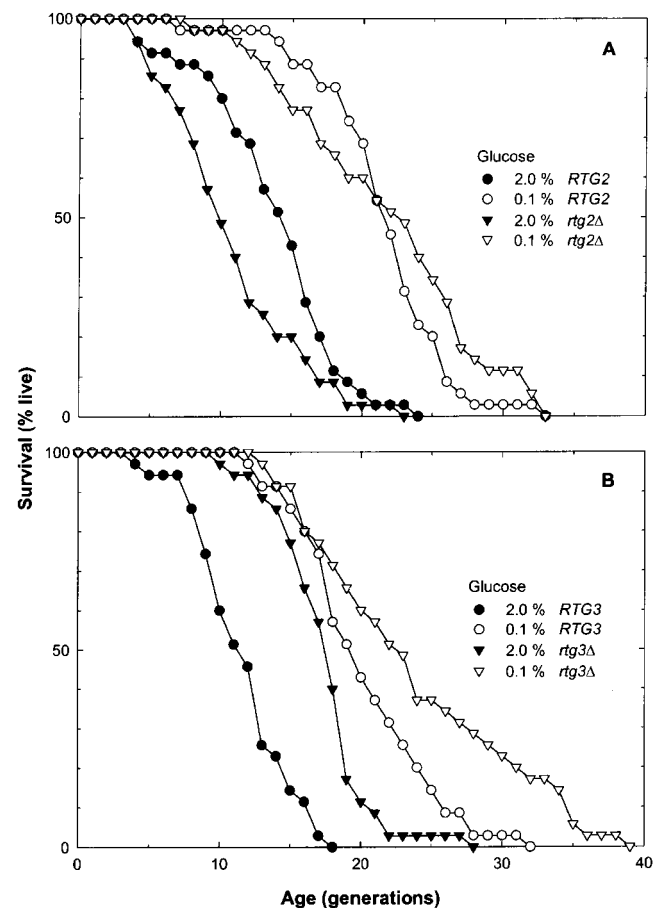 100
A
Glucose
2.0 % RTG2
0.1 % RTG2
50
2.0 % rtg2Δ
0.1 % rtg2Δ
0
Survival (% live)
100
B
Glucose
2.0 % RTG3
0.1 % RTG3
50
2.0 % rtg3Δ
0.1 % rtg3Δ
0
0 10 20 30 40
Age (generations)